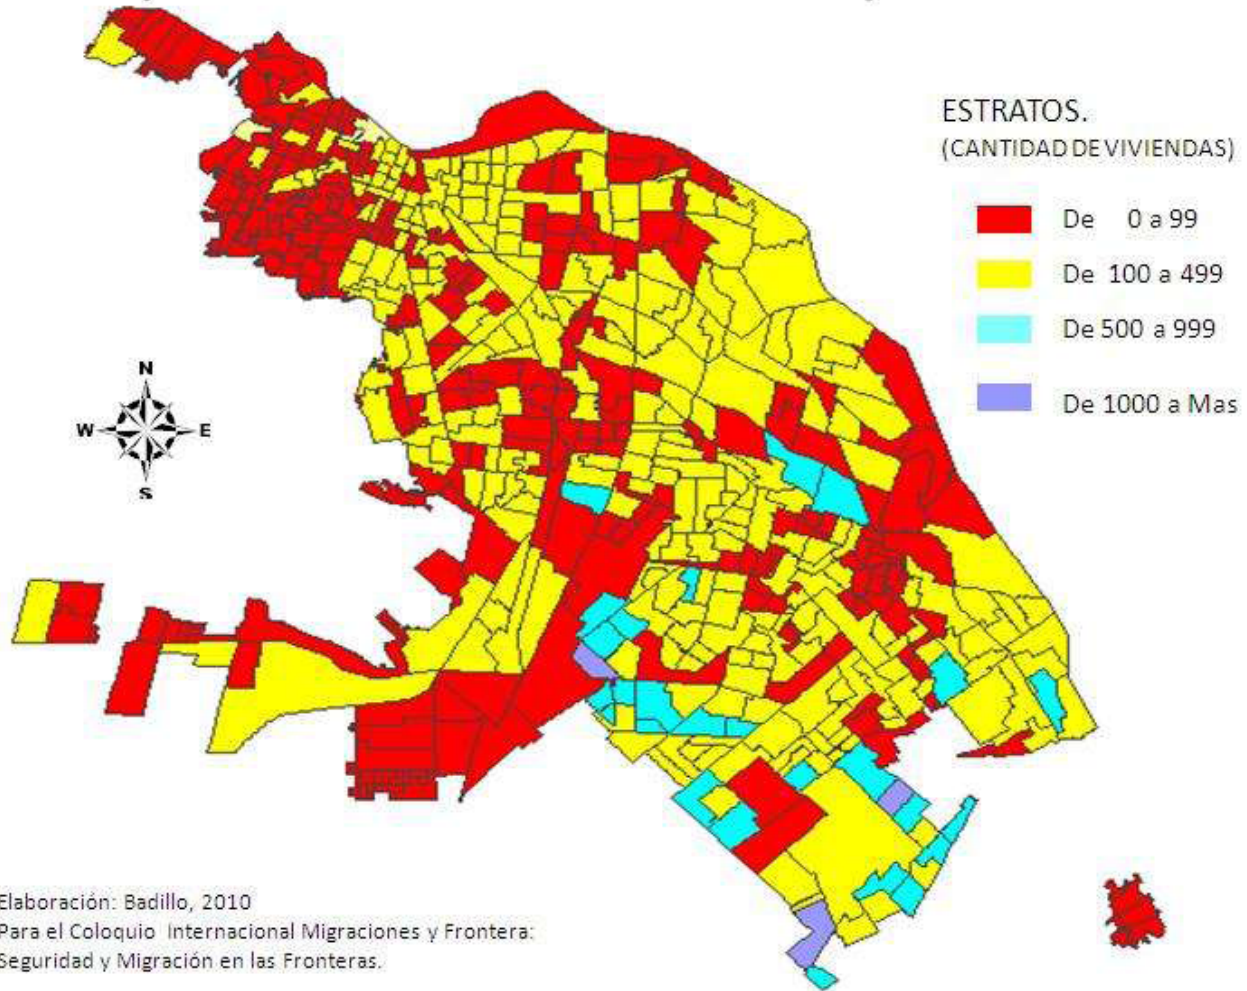 ESTRATOS.
(CANTIDAD DE VIVIENDAS)
De 0 a 99
De 100 a 499
De 500 a 999
De 1000 a Mas
N
W E
S
Elaboración: Badillo, 2010
Para el Coloquio Internacional Migraciones y Frontera:
Seguridad y Migración en las Fronteras.